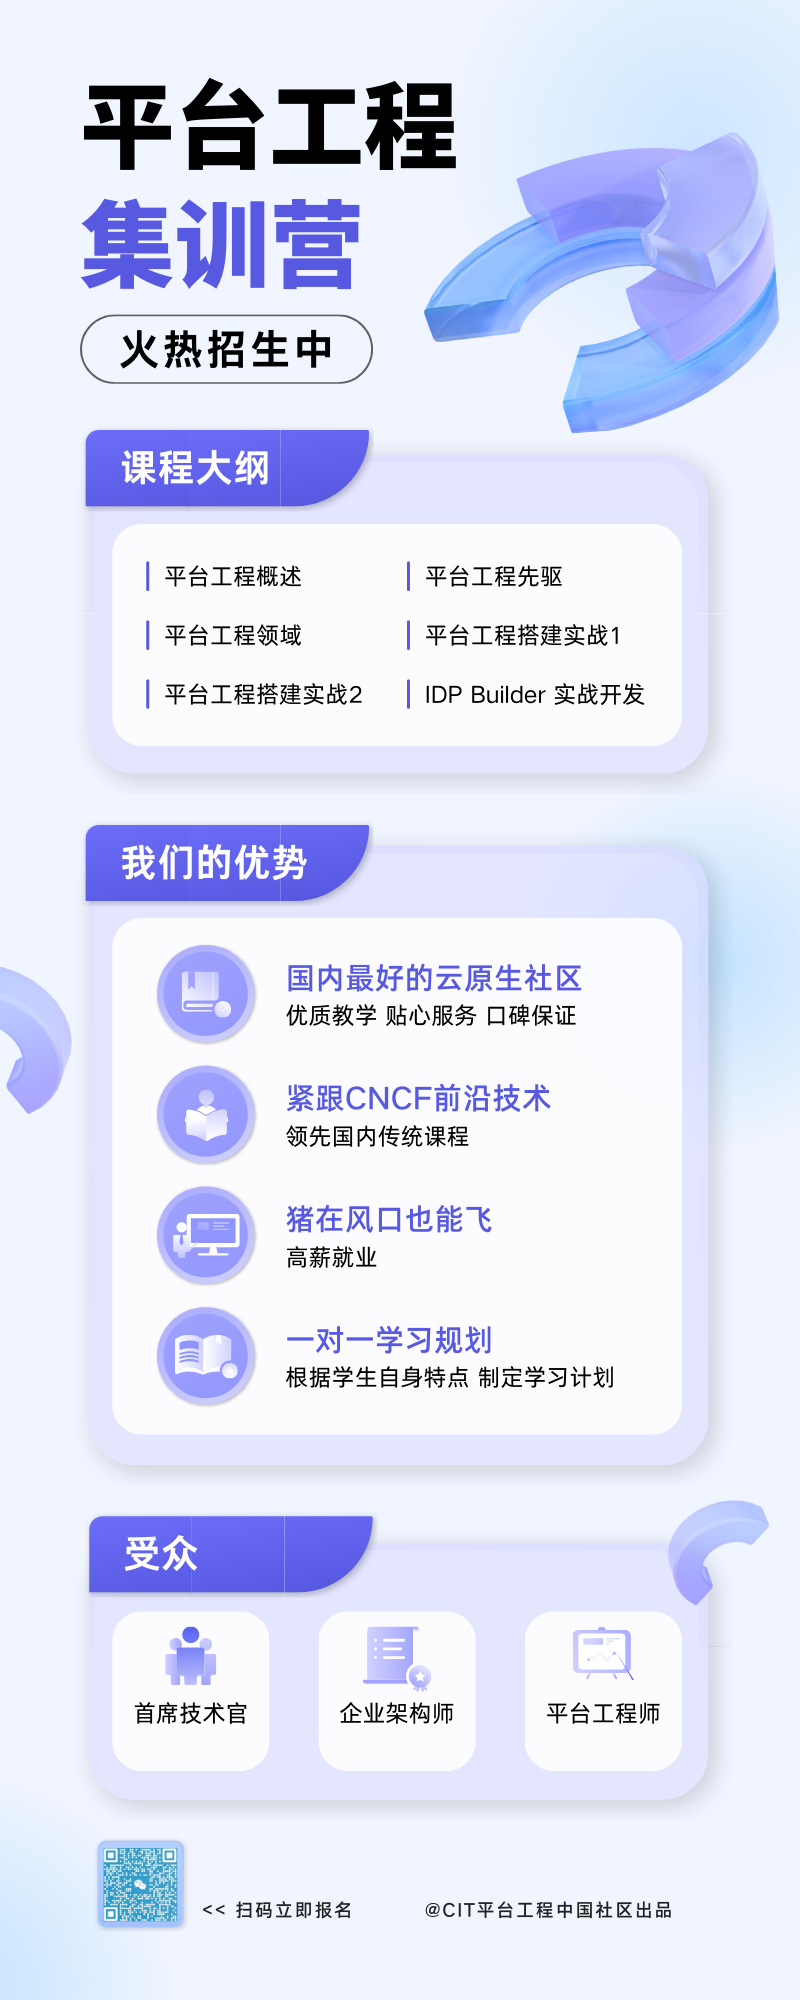 平台工程
集训营
火热招生中
课程大纲
平台工程概述 平台工程先驱
平台工程领域 平台工程搭建实战1
平台工程搭建实战2 IDP Builder 实战开发
我们的优势
国内最好的云原生社区
优质教学 贴心服务 口碑保证
紧跟CNCF前沿技术
领先国内传统课程
猪在风口也能飞
高薪就业
一对一学习规划
根据学生自身特点 制定学习计划
受众
首席技术官 企业架构师 平台工程师
<< 扫码立即报名 @CIT平台工程中国社区出品